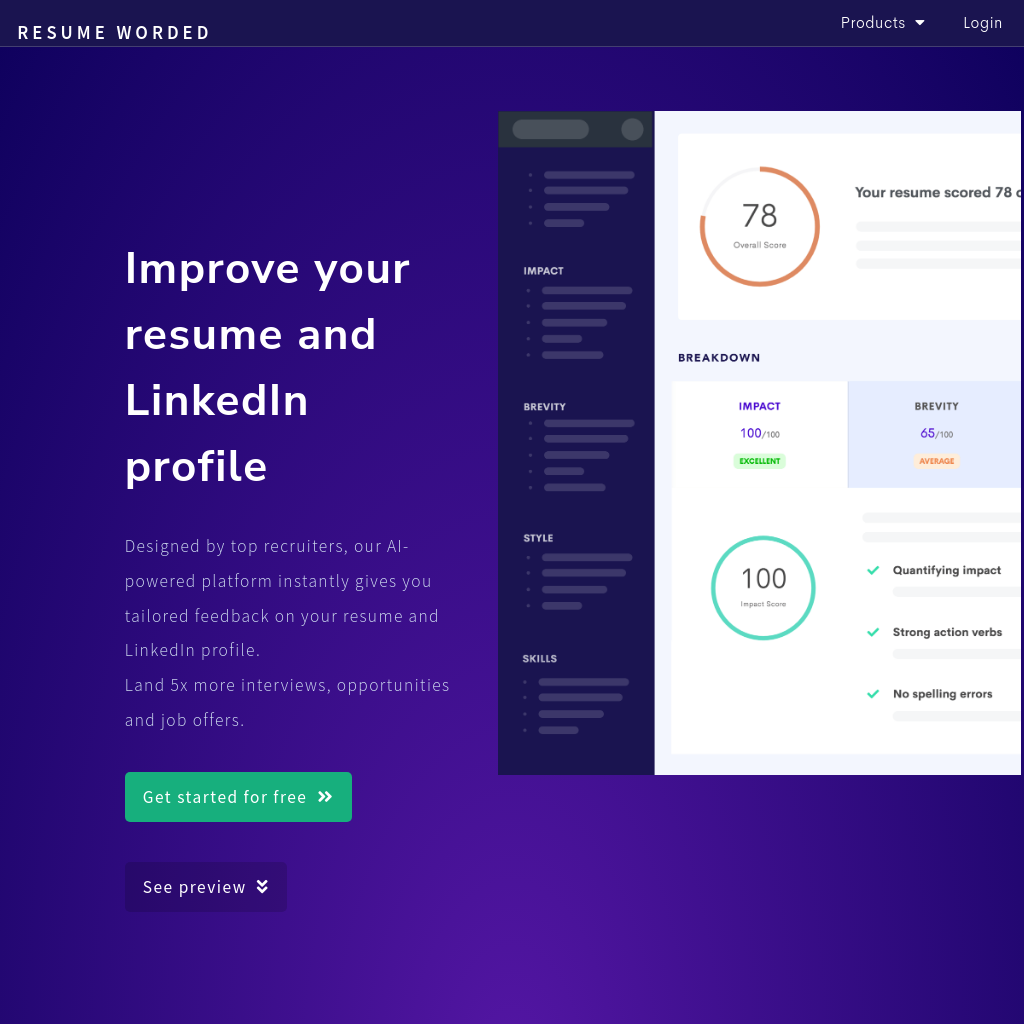 RESUME WORDED
Products
Login
Improve your
resume and
LinkedIn
profile
Designed by top recruiters, our AI-
powered platform instantly gives you
tailored feedback on your resume and
LinkedIn profile.
Land 5x more interviews, opportunities
and job offers.
Get started for free
See preview
IMPACT
BREVITY
STYLE
SKILLS
78
Overall Score
Your resume scored 78
BREAKDOWN
IMPACT
100/100
EXCELLENT
BREVITY
65/100
AVERAGE
100
Impact Score
Quantifying impact
Strong action verbs
No spelling errors